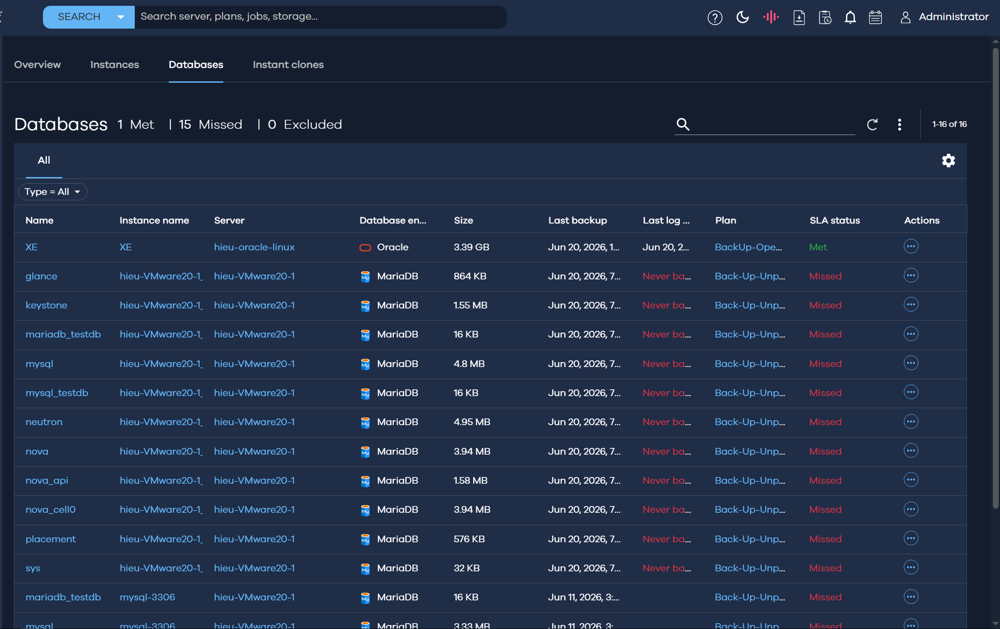 SEARCH Search server, plans, jobs, storage... Administrator
Overview Instances Databases Instant clones
Databases 1 Met | 15 Missed | 0 Excluded 1-16 of 16
All
Type = All
Name Instance name Server Database en... Size Last backup Last log ... Plan SLA status Actions
XE XE hieu-oracle-linux Oracle 3.39 GB Jun 20, 2026, 1... Jun 20, 2... BackUp-Ope... Met
glance hieu-VMware20-1_ hieu-VMware20-1 MariaDB 864 KB Jun 20, 2026, 7... Never ba... Back-Up-Unp... Missed
keystone hieu-VMware20-1_ hieu-VMware20-1 MariaDB 1.55 MB Jun 20, 2026, 7... Never ba... Back-Up-Unp... Missed
mariadb_testdb hieu-VMware20-1_ hieu-VMware20-1 MariaDB 16 KB Jun 20, 2026, 7... Never ba... Back-Up-Unp... Missed
mysql hieu-VMware20-1_ hieu-VMware20-1 MariaDB 4.8 MB Jun 20, 2026, 7... Never ba... Back-Up-Unp... Missed
mysql_testdb hieu-VMware20-1_ hieu-VMware20-1 MariaDB 16 KB Jun 20, 2026, 7... Never ba... Back-Up-Unp... Missed
neutron hieu-VMware20-1_ hieu-VMware20-1 MariaDB 4.95 MB Jun 20, 2026, 7... Never ba... Back-Up-Unp... Missed
nova hieu-VMware20-1_ hieu-VMware20-1 MariaDB 3.94 MB Jun 20, 2026, 7... Never ba... Back-Up-Unp... Missed
nova_api hieu-VMware20-1_ hieu-VMware20-1 MariaDB 1.58 MB Jun 20, 2026, 7... Never ba... Back-Up-Unp... Missed
nova_cell0 hieu-VMware20-1_ hieu-VMware20-1 MariaDB 3.94 MB Jun 20, 2026, 7... Never ba... Back-Up-Unp... Missed
placement hieu-VMware20-1_ hieu-VMware20-1 MariaDB 576 KB Jun 20, 2026, 7... Never ba... Back-Up-Unp... Missed
sys hieu-VMware20-1_ hieu-VMware20-1 MariaDB 32 KB Jun 20, 2026, 7... Never ba... Back-Up-Unp... Missed
mariadb_testdb mysql-3306 hieu-VMware20-1 MariaDB 16 KB Jun 11, 2026, 3:... Back-Up-Unp... Missed
mysql mysql-3306 hieu-VMware20-1 MariaDB 3.33 MB Jun 11, 2026, 3:... Back-Up-Unp... Missed